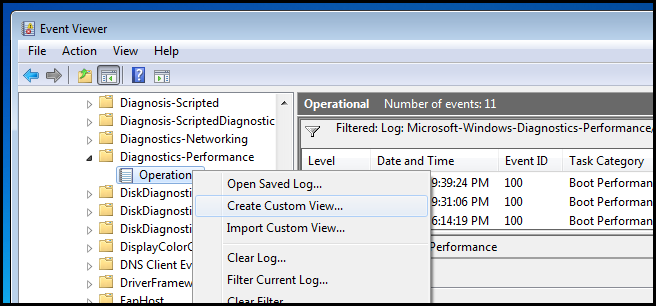 Event Viewer
File Action View Help
Diagnosis-Scripted
Diagnosis-ScriptedDiagnostic
Diagnostics-Networking
Diagnostics-Performance
Operation
DiskDiagnosti
DiskDiagnosti
DiskDiagnosti
DisplayColorC
DNS Client Ev
DriverFramew
FanHost
Operational Number of events: 11
Filtered: Log: Microsoft-Windows-Diagnostics-Performance/
Level Date and Time Event ID Task Category
9:39:24 PM 100 Boot Performan
9:31:06 PM 100 Boot Performan
6:14:19 PM 100 Boot Performan
Performance
Open Saved Log...
Create Custom View...
Import Custom View...
Clear Log...
Filter Current Log...
Clear Filter